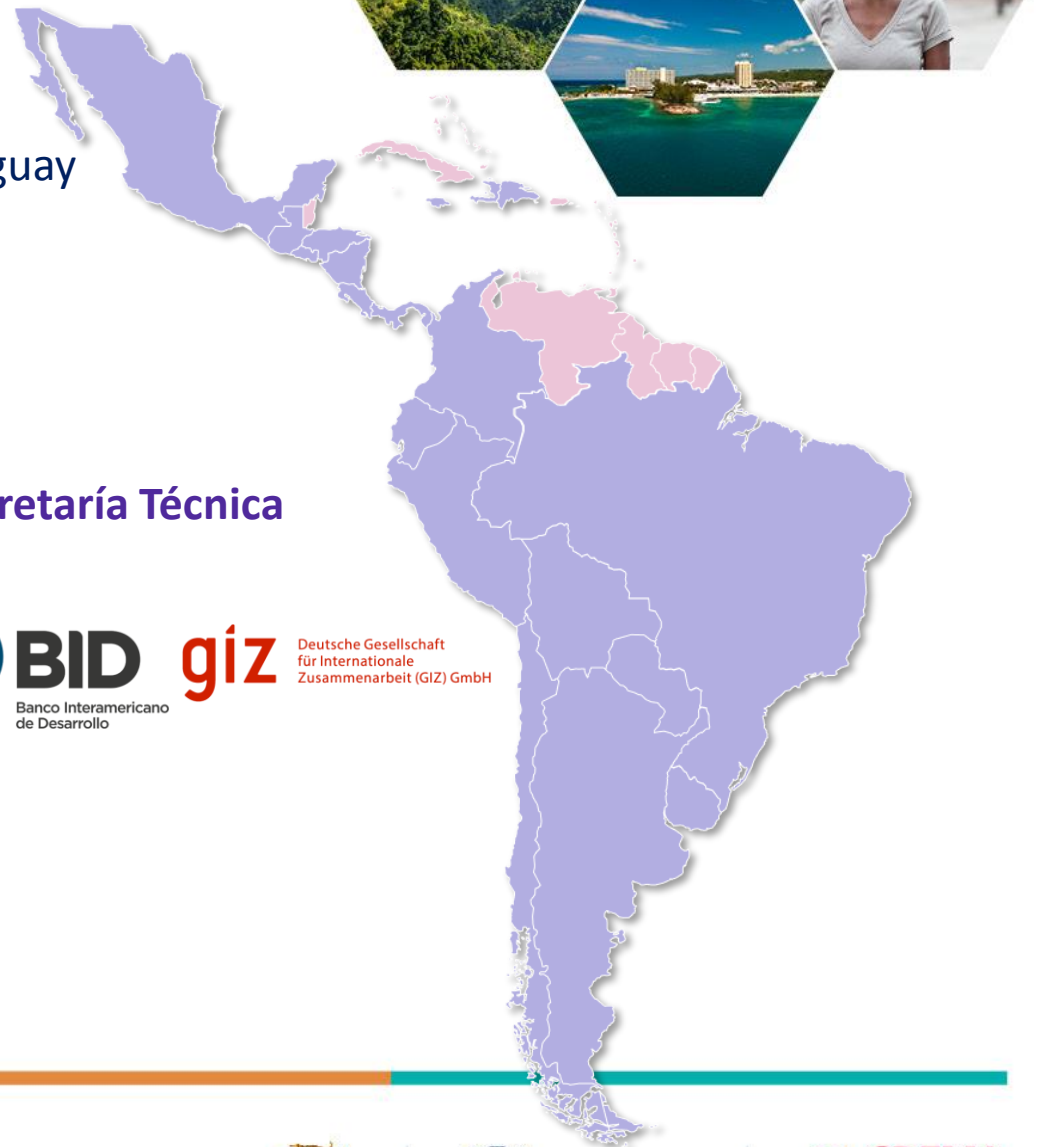 guay
retaría Técnica
BID
Banco Interamericano
de Desarrollo
giz
Deutsche Gesellschaft
für Internationale
Zusammenarbeit (GIZ) GmbH